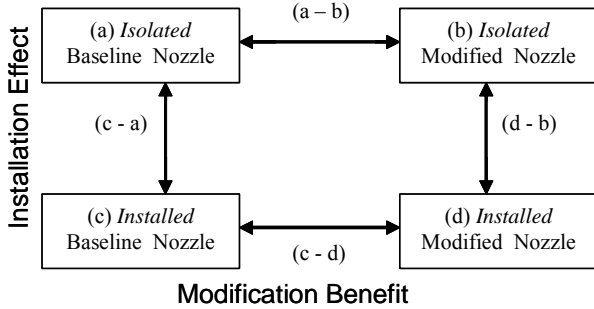 (a – b)
(a) Isolated
Baseline Nozzle
(b) Isolated
Modified Nozzle
Installation Effect
(c - a)
(d - b)
(c) Installed
Baseline Nozzle
(d) Installed
Modified Nozzle
(c - d)
Modification Benefit